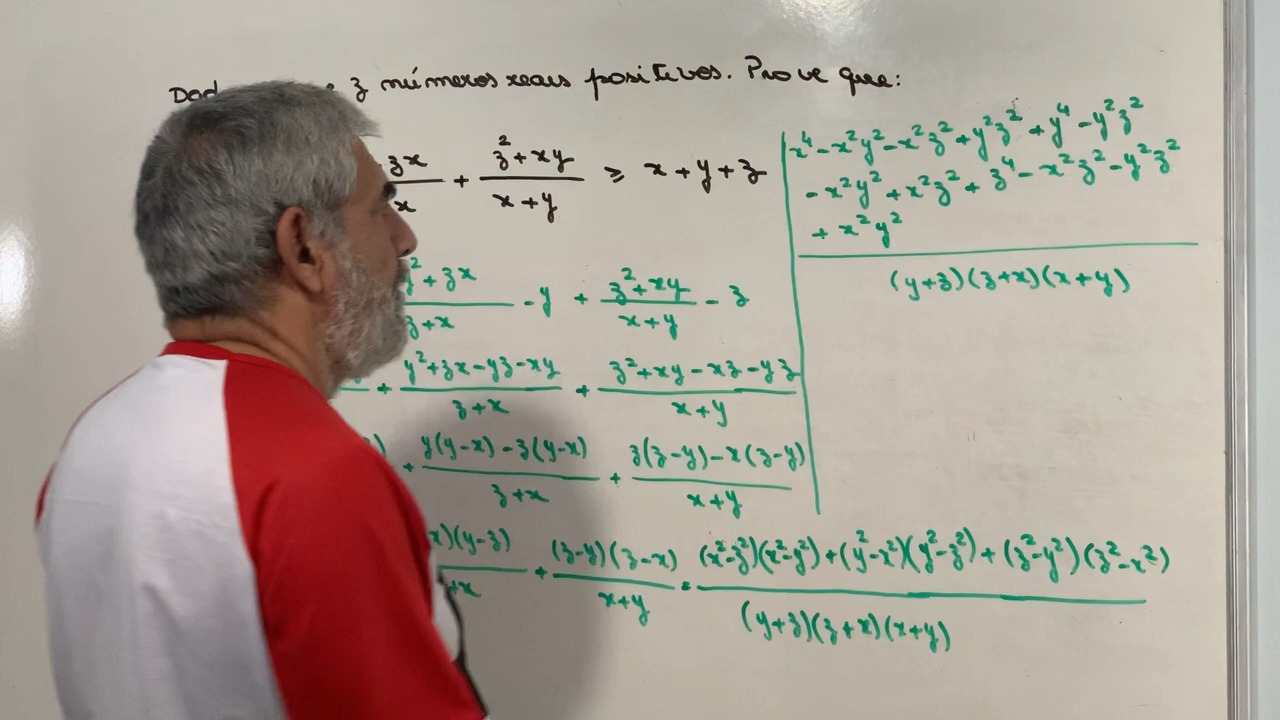 Dad z números reais positivos. Prove que:
zx/x + (z²+xy)/(x+y) ≥ x+y+z
(y²+zx)/(z+x) - y + (z²+xy)/(x+y) - z
+ (y²+zx-yz-xy)/(z+x) + (z²+xy-xz-yz)/(x+y)
) + (y(y-x)-z(y-x))/(z+x) + (z(z-y)-x(z-y))/(x+y)
x)(y-z)/+x + (z-y)(z-x)/(x+y) = ((x²-z²)(x²-y²)+(y²-x²)(y²-z²)+(z²-y²)(z²-x²))/((y+z)(z+x)(x+y))
x⁴-x²y²-x²z²+y²z²+y⁴-y²z²
-x²y²+x²z²+z⁴-x²z²-y²z²
+x²y²
(y+z)(z+x)(x+y)